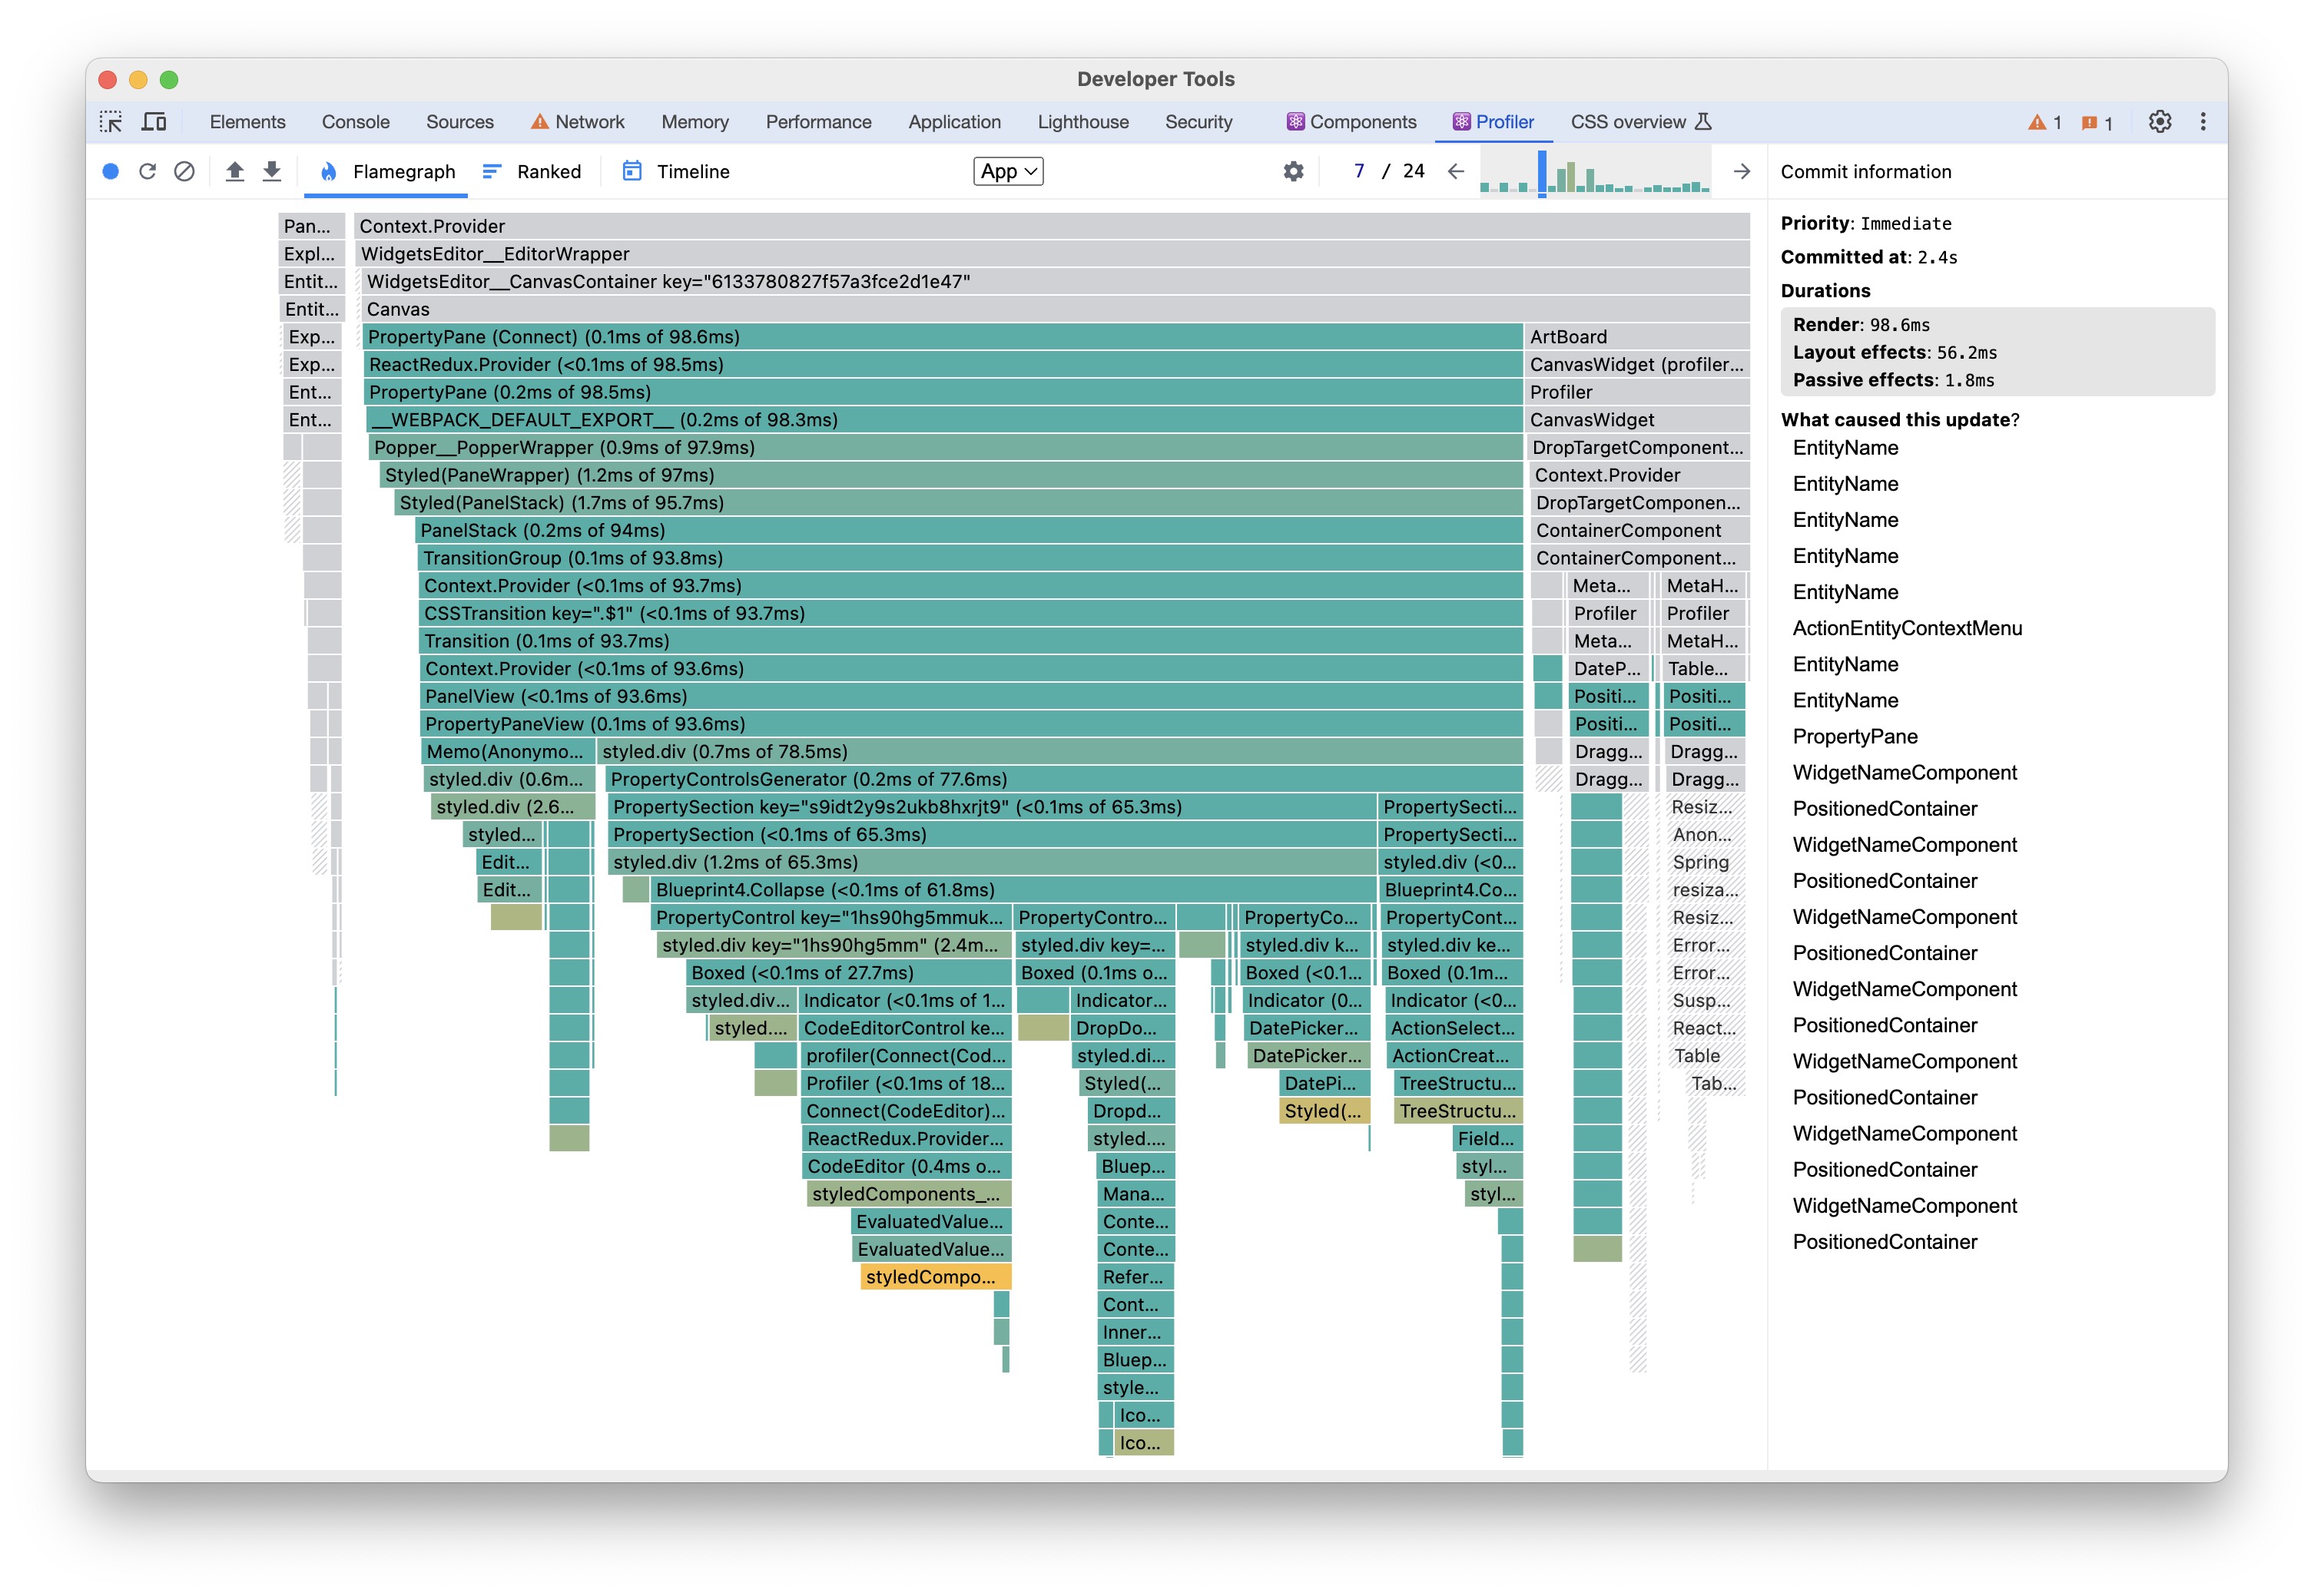 Developer Tools
Elements Console Sources Network Memory Performance Application Lighthouse Security Components Profiler CSS overview 1 1
Flamegraph Ranked Timeline App 7 / 24 Commit information
Pan... Context.Provider
Expl... WidgetsEditor__EditorWrapper
Entit... WidgetsEditor__CanvasContainer key="6133780827f57a3fce2d1e47"
Entit... Canvas
Exp... PropertyPane (Connect) (0.1ms of 98.6ms) ArtBoard
Exp... ReactRedux.Provider (<0.1ms of 98.5ms) CanvasWidget (profiler...
Ent... PropertyPane (0.2ms of 98.5ms) Profiler
Ent... __WEBPACK_DEFAULT_EXPORT__ (0.2ms of 98.3ms) CanvasWidget
Popper__PopperWrapper (0.9ms of 97.9ms) DropTargetComponent...
Styled(PaneWrapper) (1.2ms of 97ms) Context.Provider
Styled(PanelStack) (1.7ms of 95.7ms) DropTargetComponen...
PanelStack (0.2ms of 94ms) ContainerComponent
TransitionGroup (0.1ms of 93.8ms) ContainerComponent...
Context.Provider (<0.1ms of 93.7ms) Meta... MetaH...
CSSTransition key=".$1" (<0.1ms of 93.7ms) Profiler Profiler
Transition (0.1ms of 93.7ms) Meta... MetaH...
Context.Provider (<0.1ms of 93.6ms) DateP... Table...
PanelView (<0.1ms of 93.6ms) Positi... Positi...
PropertyPaneView (0.1ms of 93.6ms) Positi... Positi...
Memo(Anonymo... styled.div (0.7ms of 78.5ms) Dragg... Dragg...
styled.div (0.6m... PropertyControlsGenerator (0.2ms of 77.6ms) Dragg... Dragg...
styled.div (2.6... PropertySection key="s9idt2y9s2ukb8hxrjt9" (<0.1ms of 65.3ms) PropertySecti... Resiz...
styled... PropertySection (<0.1ms of 65.3ms) PropertySecti... Anon...
Edit... styled.div (1.2ms of 65.3ms) styled.div (<0... Spring
Edit... Blueprint4.Collapse (<0.1ms of 61.8ms) Blueprint4.Co... resiza...
PropertyControl key="1hs90hg5mmuk... PropertyContro... PropertyCo... PropertyCont... Resiz...
styled.div key="1hs90hg5mm" (2.4m... styled.div key=... styled.div k... styled.div ke... Error...
Boxed (<0.1ms of 27.7ms) Boxed (0.1ms o... Boxed (<0.1... Boxed (0.1m... Error...
styled.div... Indicator (<0.1ms of 1... Indicator... Indicator (0... Indicator (<0... Susp...
styled.... CodeEditorControl ke... DropDo... DatePicker... ActionSelect... React...
profiler(Connect(Cod... styled.di... DatePicker... ActionCreat... Table
Profiler (<0.1ms of 18... Styled(... DatePi... TreeStructu... Tab...
Connect(CodeEditor)... Dropd... Styled(... TreeStructu...
ReactRedux.Provider... styled.... Field...
CodeEditor (0.4ms o... Bluep... styl...
styledComponents_... Mana... styl...
EvaluatedValue... Conte...
EvaluatedValue... Conte...
styledCompo... Refer...
Cont...
Inner...
Bluep...
style...
Ico...
Ico...
Priority: Immediate
Committed at: 2.4s
Durations
Render: 98.6ms
Layout effects: 56.2ms
Passive effects: 1.8ms
What caused this update?
EntityName
EntityName
EntityName
EntityName
EntityName
ActionEntityContextMenu
EntityName
EntityName
PropertyPane
WidgetNameComponent
PositionedContainer
WidgetNameComponent
PositionedContainer
WidgetNameComponent
PositionedContainer
WidgetNameComponent
PositionedContainer
WidgetNameComponent
PositionedContainer
WidgetNameComponent
PositionedContainer
WidgetNameComponent
PositionedContainer